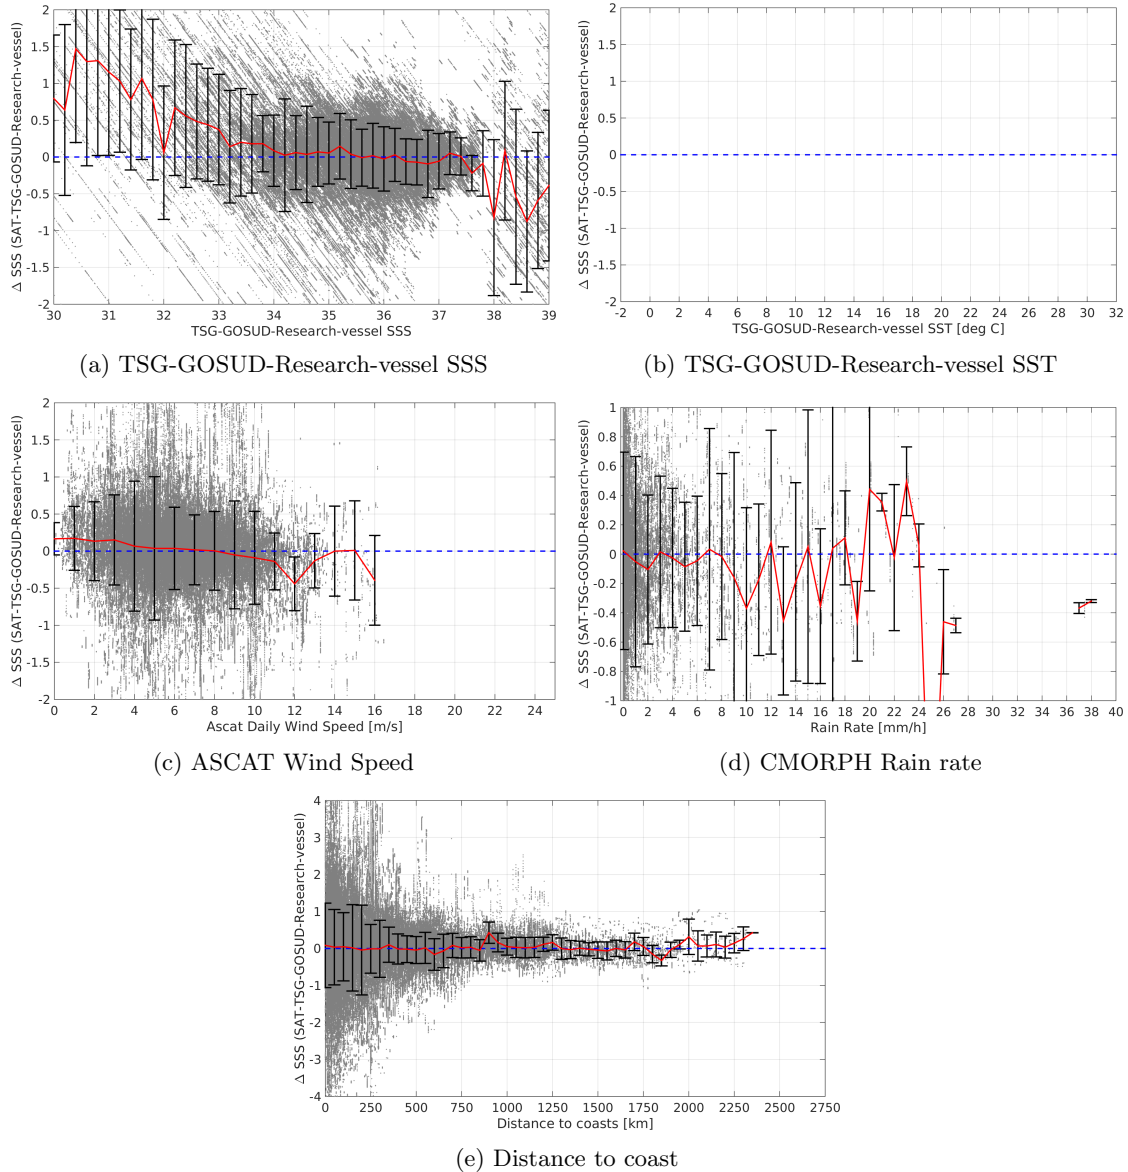 Δ SSS (SAT-TSG-GOSUD-Research-vessel)
2
1.5
1
0.5
0
-0.5
-1
-1.5
-2
30 31 32 33 34 35 36 37 38 39
TSG-GOSUD-Research-vessel SSS
(a) TSG-GOSUD-Research-vessel SSS
Δ SSS (SAT-TSG-GOSUD-Research-vessel)
2
1.5
1
0.5
0
-0.5
-1
-1.5
-2
-2 0 2 4 6 8 10 12 14 16 18 20 22 24 26 28 30 32
TSG-GOSUD-Research-vessel SST [deg C]
(b) TSG-GOSUD-Research-vessel SST
Δ SSS (SAT-TSG-GOSUD-Research-vessel)
2
1.5
1
0.5
0
-0.5
-1
-1.5
-2
0 2 4 6 8 10 12 14 16 18 20 22 24
Ascat Daily Wind Speed [m/s]
(c) ASCAT Wind Speed
Δ SSS (SAT-TSG-GOSUD-Research-vessel)
1
0.8
0.6
0.4
0.2
0
-0.2
-0.4
-0.6
-0.8
-1
0 2 4 6 8 10 12 14 16 18 20 22 24 26 28 30 32 34 36 38 40
Rain Rate [mm/h]
(d) CMORPH Rain rate
Δ SSS (SAT-TSG-GOSUD-Research-vessel)
4
3
2
1
0
-1
-2
-3
-4
0 250 500 750 1000 1250 1500 1750 2000 2250 2500 2750
Distance to coasts [km]
(e) Distance to coast